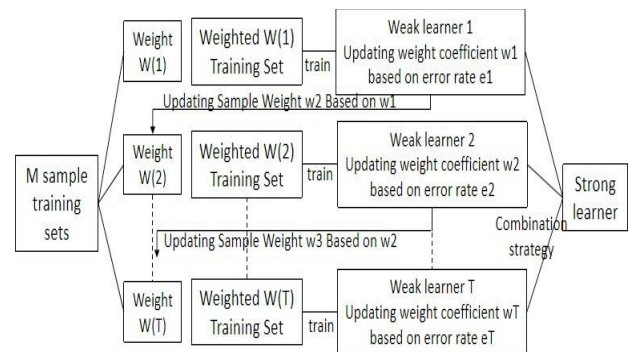 Weight
W(1)
Weighted W(1)
Training Set
train
Weak learner 1
Updating weight coefficient w1
based on error rate e1
Updating Sample Weight w2 Based on w1
M sample
training
sets
Weight
W(2)
Weighted W(2)
Training Set
train
Weak learner 2
Updating weight coefficient w2
based on error rate e2
Strong
learner
Combination
strategy
Updating Sample Weight w3 Based on w2
Weight
W(T)
Weighted W(T)
Training Set
train
Weak learner T
Updating weight coefficient wT
based on error rate eT